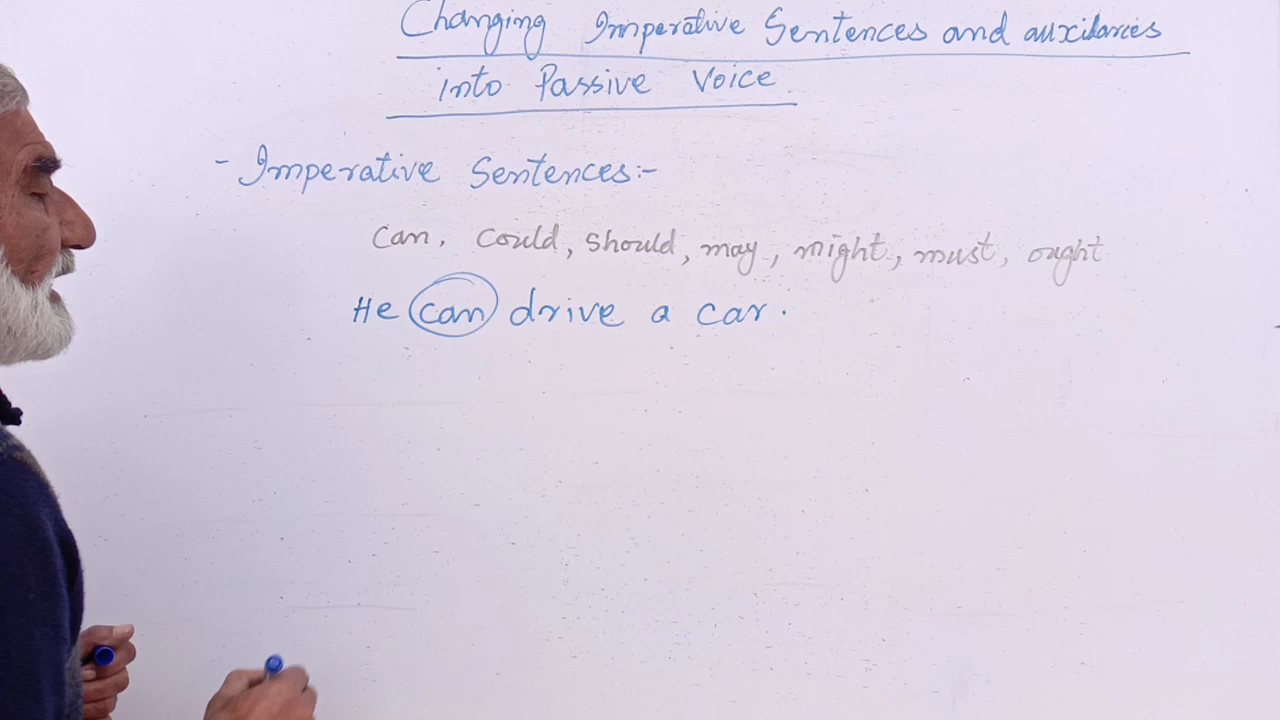 Changing Imperative Sentences and auxilaries
into Passive Voice
- Imperative Sentences:-
can, could, should, may, might, must, ought
He can drive a car.